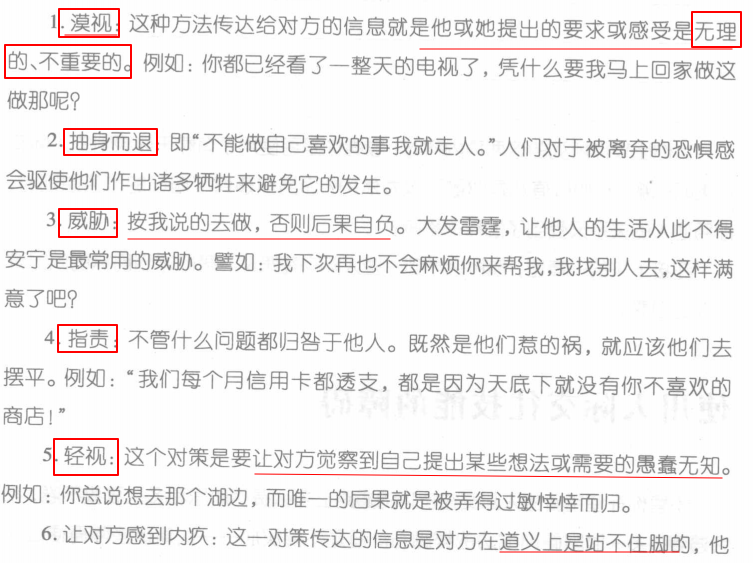 1. 漠视：这种方法传达给对方的信息就是他或她提出的要求或感受是无理
的、不重要的。例如：你都已经看了一整天的电视了，凭什么要我马上回家做这
做那呢？
2. 抽身而退：即“不能做自己喜欢的事我就走人。”人们对于被离弃的恐惧感
会驱使他们作出诸多牺牲来避免它的发生。
3. 威胁：按我说的去做，否则后果自负。大发雷霆，让他人的生活从此不得
安宁是最常用的威胁。譬如：我下次再也不会麻烦你来帮我，我找别人去，这样满
意了吧？
4. 指责：不管什么问题都归咎于他人。既然是他们惹的祸，就应该他们去
摆平。例如：“我们每个月信用卡都透支，都是因为天底下就没有你不喜欢的
商店！”
5. 轻视：这个对策是要让对方觉察到自己提出某些想法或需要的愚蠢无知。
例如：你总说想去那个湖边，而唯一的后果就是被弄得过敏悻悻而归。
6. 让对方感到内疚：这一对策传达的信息是对方在道义上是站不住脚的，他